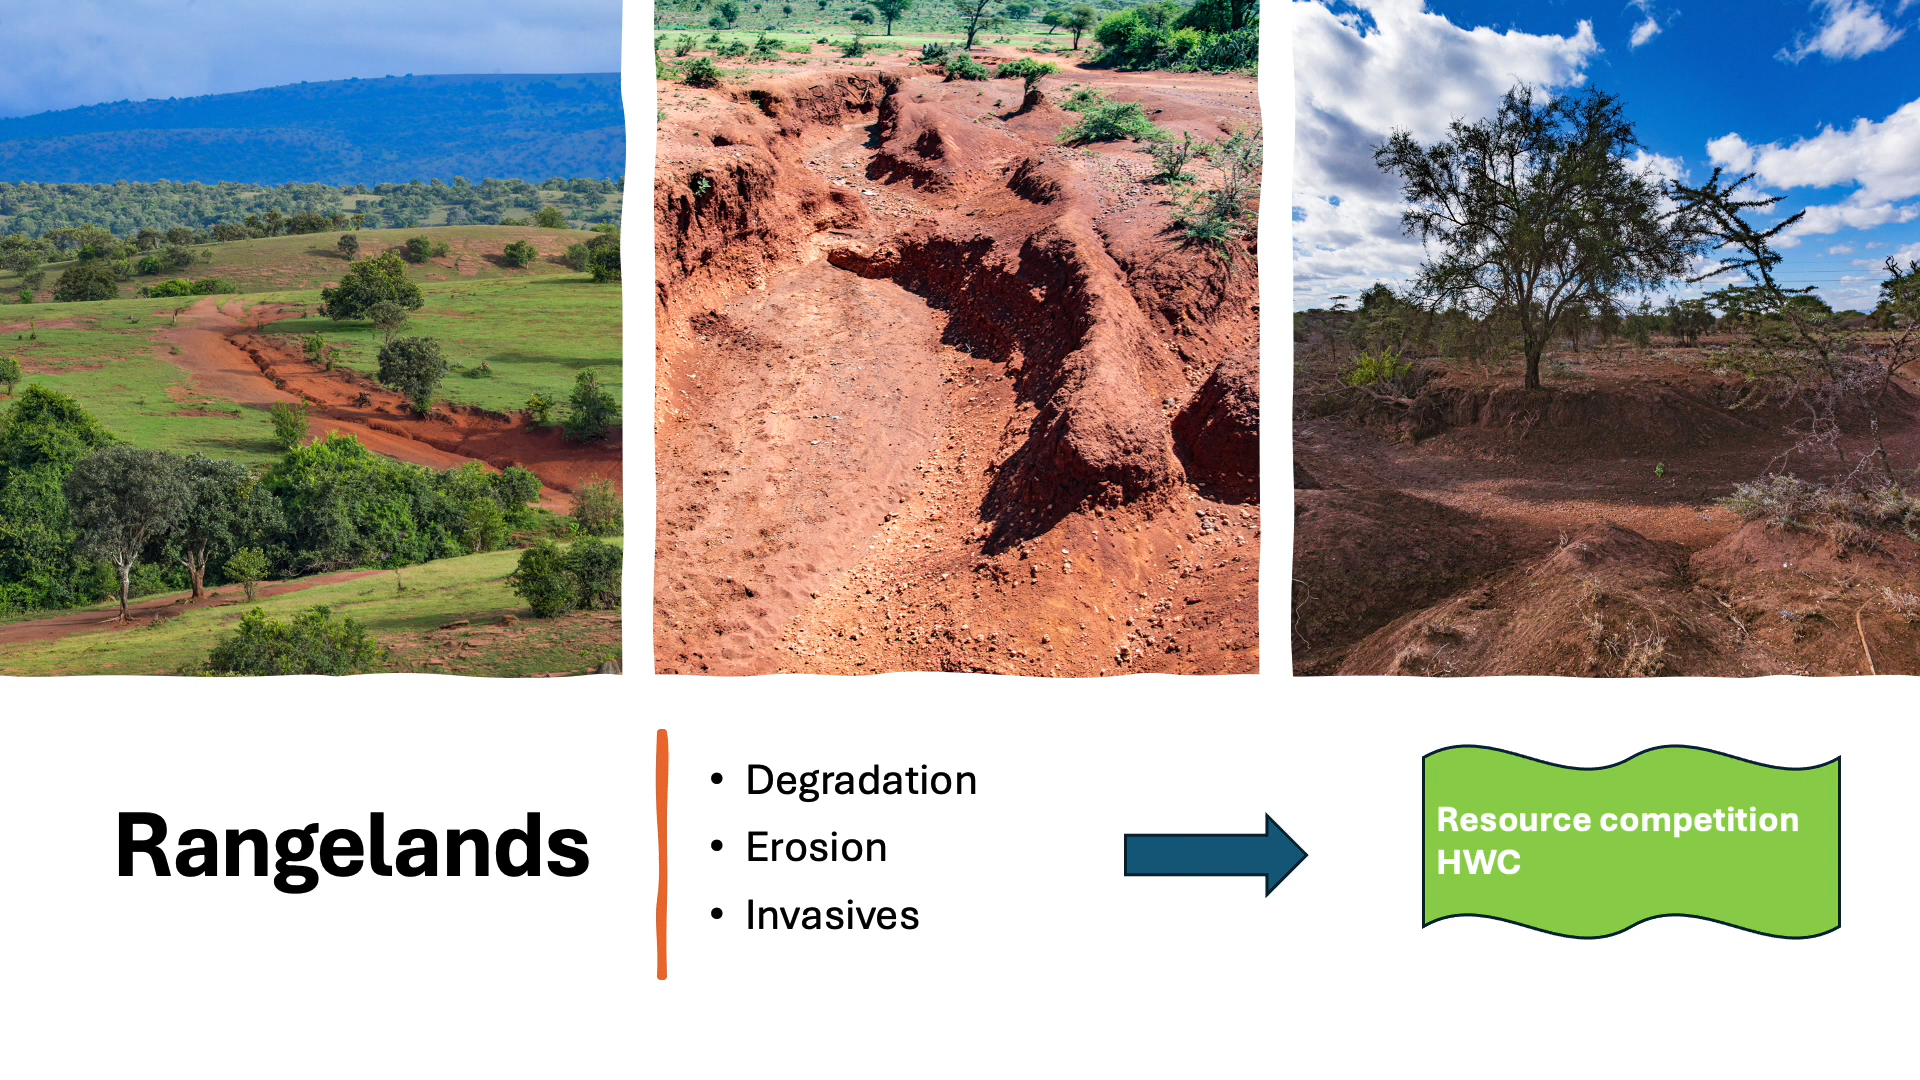 Rangelands
• Degradation
• Erosion
• Invasives
Resource competition
HWC